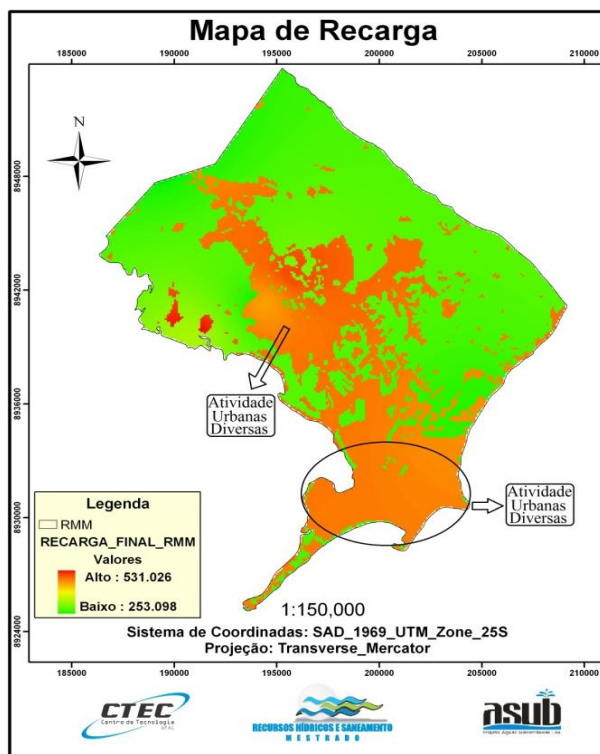 Mapa de Recarga
185000 190000 195000 200000 205000 210000
N
8948000
8942000
8936000
8930000
8924000
Atividade
Urbanas
Diversas
Atividade
Urbanas
Diversas
Legenda
RMM
RECARGA_FINAL_RMM
Valores
Alto : 531.026
Baixo : 253.098
1:150,000
Sistema de Coordinadas: SAD_1969_UTM_Zone_25S
Projeção: Transverse_Mercator
185000 190000 195000 200000 205000 210000
CTEC
Centro de Tecnologia
RECURSOS HÍDRICOS E SANEAMENTO
MESTRADO
asub